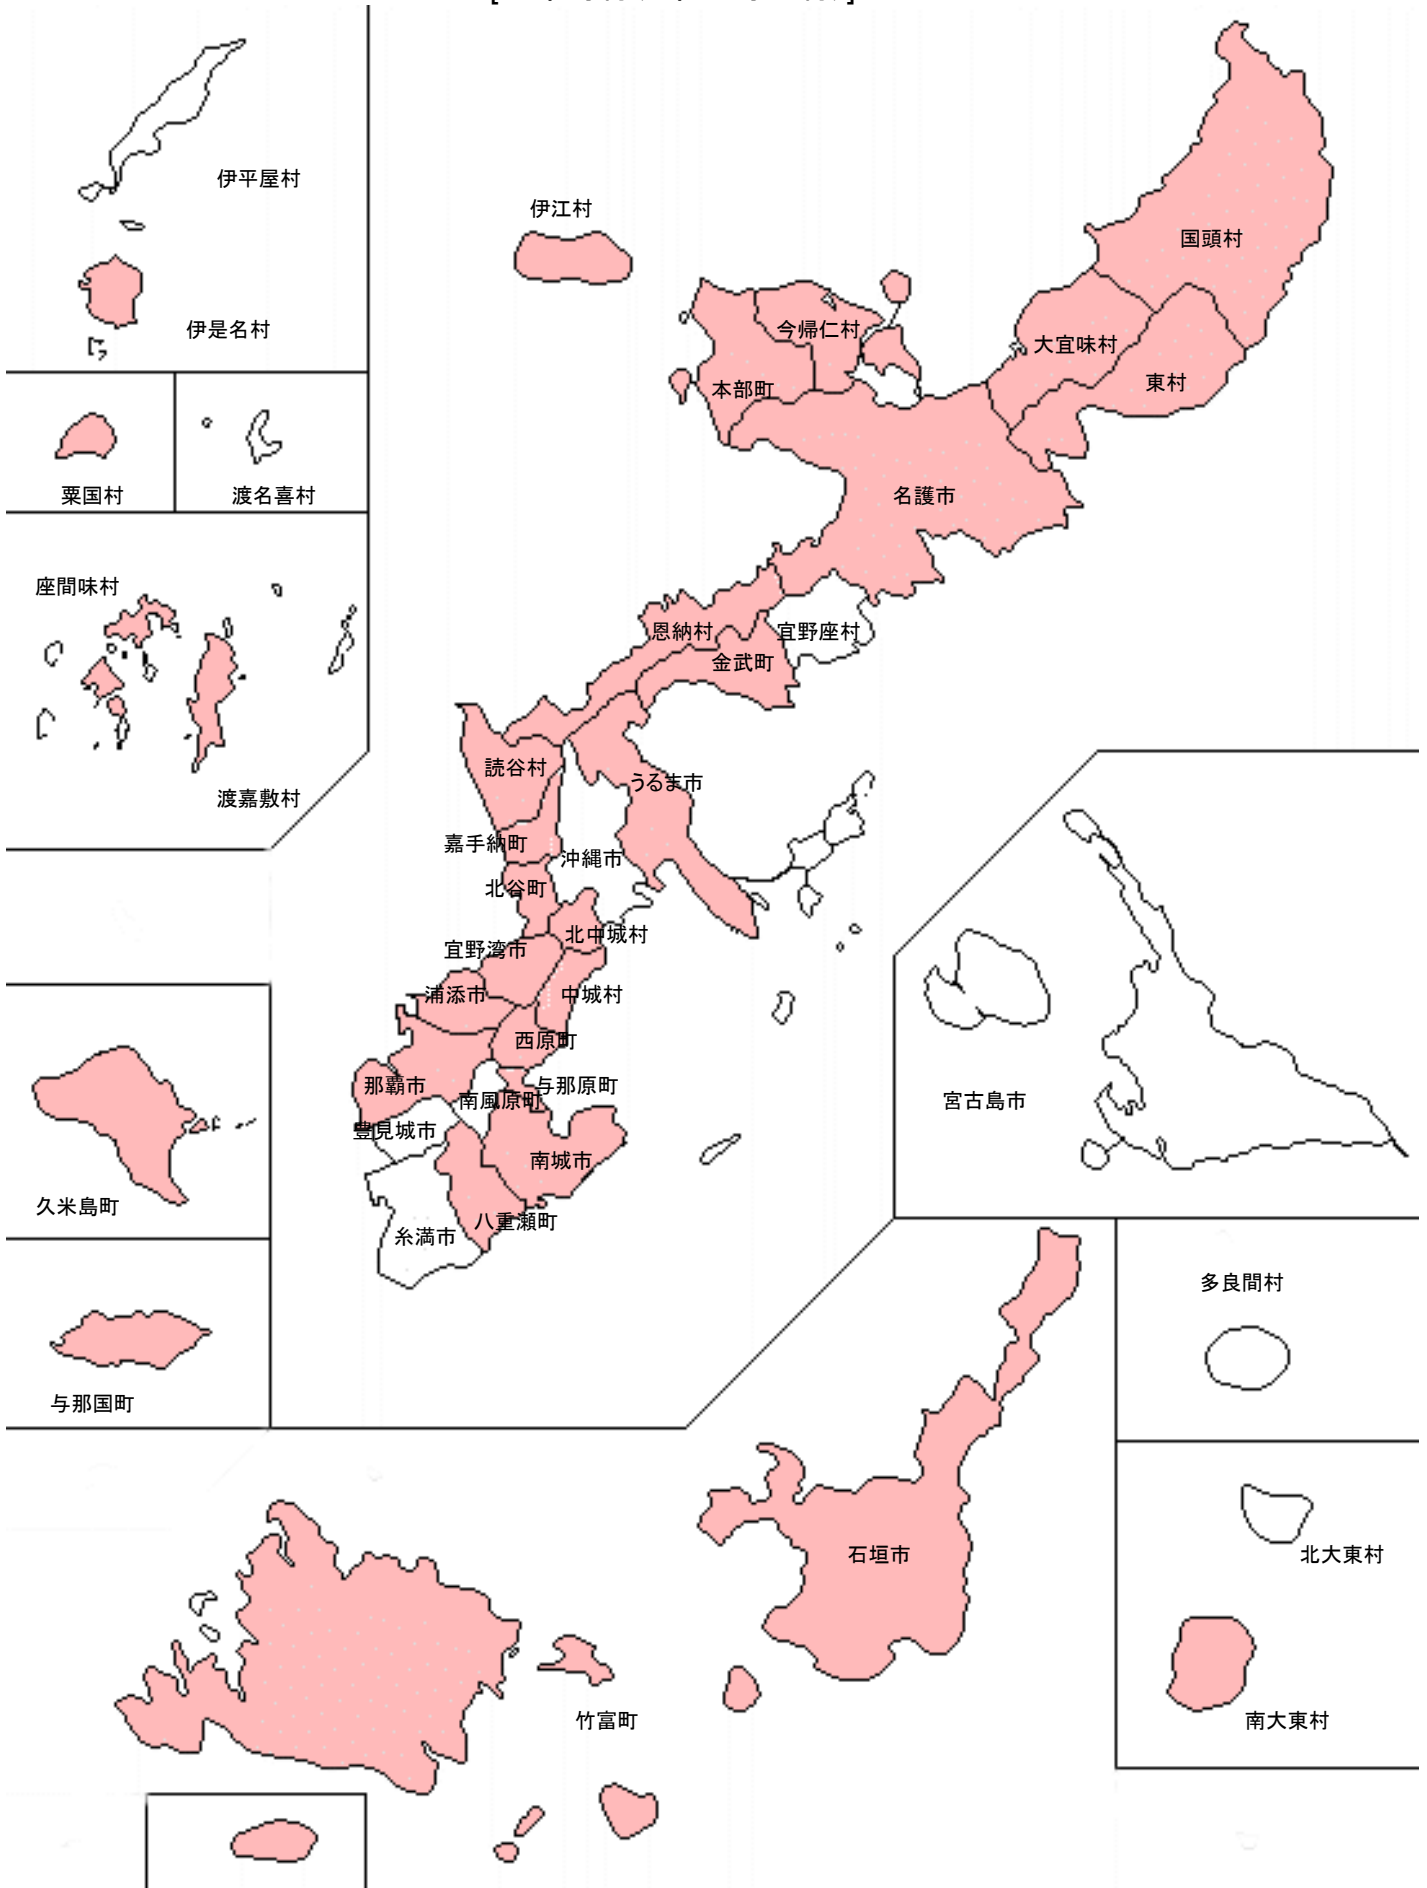 伊平屋村
伊江村
国頭村
伊是名村
今帰仁村
大宜味村
東村
本部町
粟国村
渡名喜村
名護市
座間味村
恩納村
宜野座村
金武町
読谷村
うるま市
渡嘉敷村
嘉手納町
沖縄市
北谷町
北中城村
宜野湾市
浦添市
中城村
西原町
那覇市
与那原町
南風原町
宮古島市
豊見城市
南城市
久米島町
八重瀬町
糸満市
多良間村
与那国町
石垣市
北大東村
竹富町
南大東村